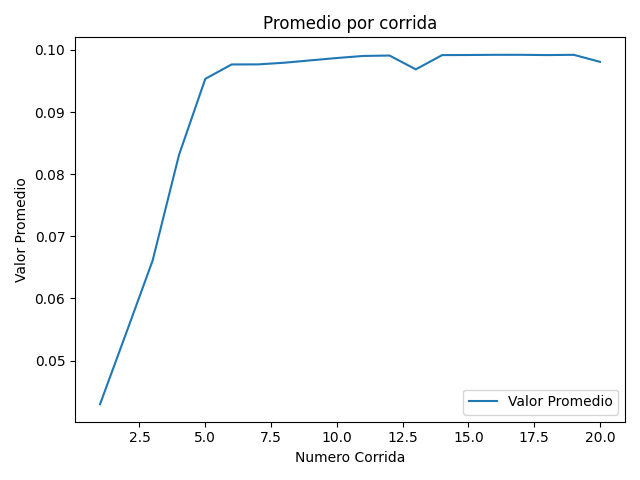 Promedio por corrida
0.10
0.09
0.08
0.07
0.06
0.05
Valor Promedio
2.5 5.0 7.5 10.0 12.5 15.0 17.5 20.0
Numero Corrida
Valor Promedio